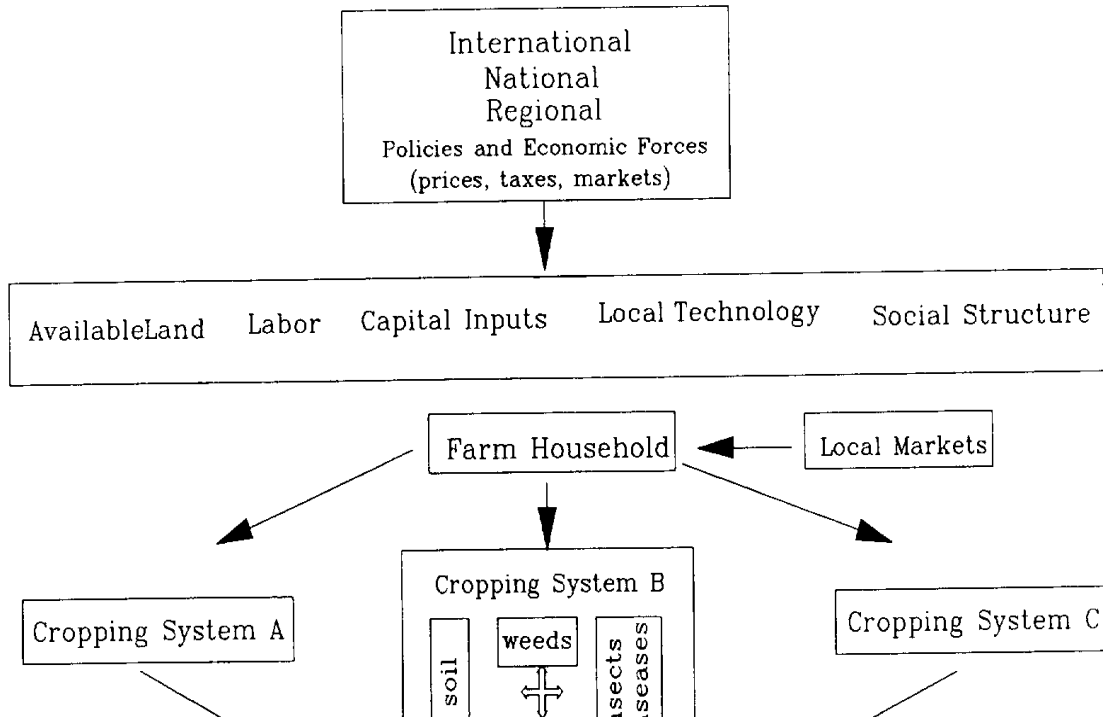 International
National
Regional
Policies and Economic Forces
(prices, taxes, markets)
AvailableLand Labor Capital Inputs Local Technology Social Structure
Farm Household
Local Markets
Cropping System B
Cropping System A
Cropping System C
soil
weeds